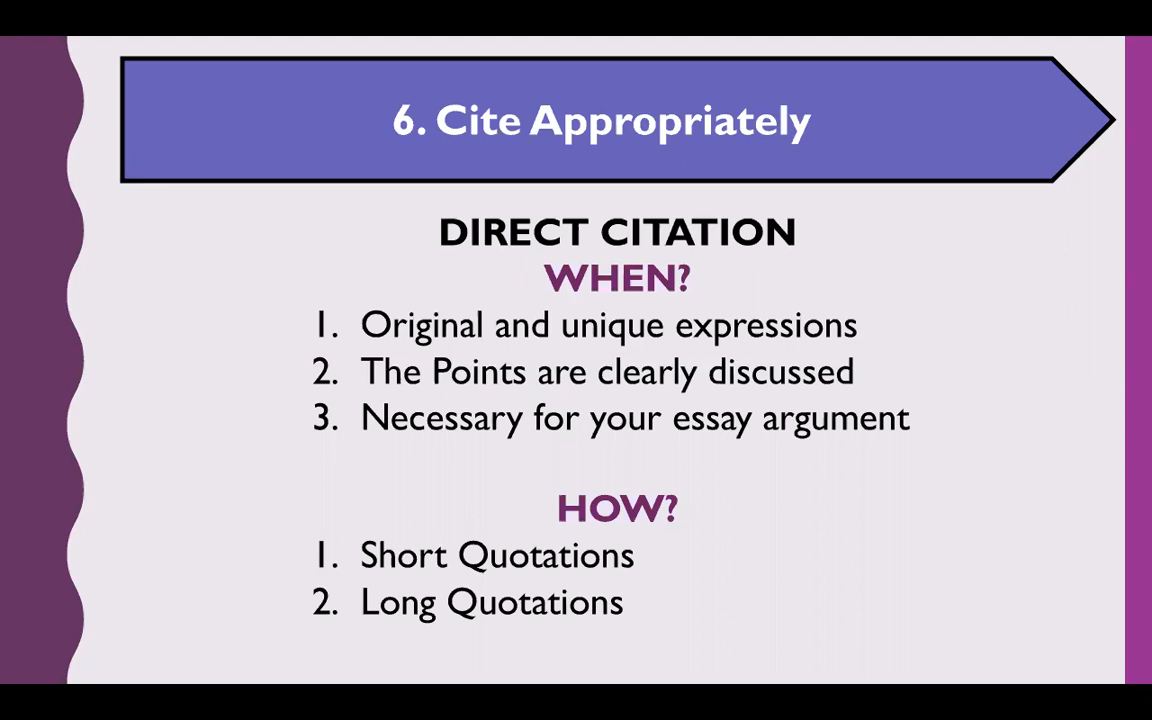 6. Cite Appropriately
DIRECT CITATION
WHEN?
1. Original and unique expressions
2. The Points are clearly discussed
3. Necessary for your essay argument
HOW?
1. Short Quotations
2. Long Quotations